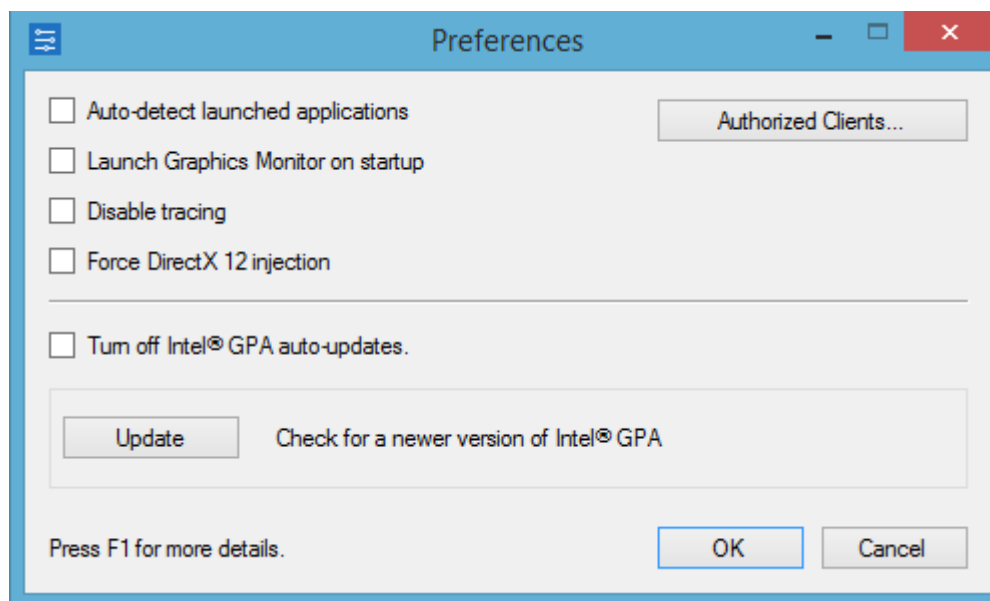 Preferences
Auto-detect launched applications
Authorized Clients...
Launch Graphics Monitor on startup
Disable tracing
Force DirectX 12 injection
Turn off Intel® GPA auto-updates.
Update
Check for a newer version of Intel® GPA
Press F1 for more details.
OK
Cancel